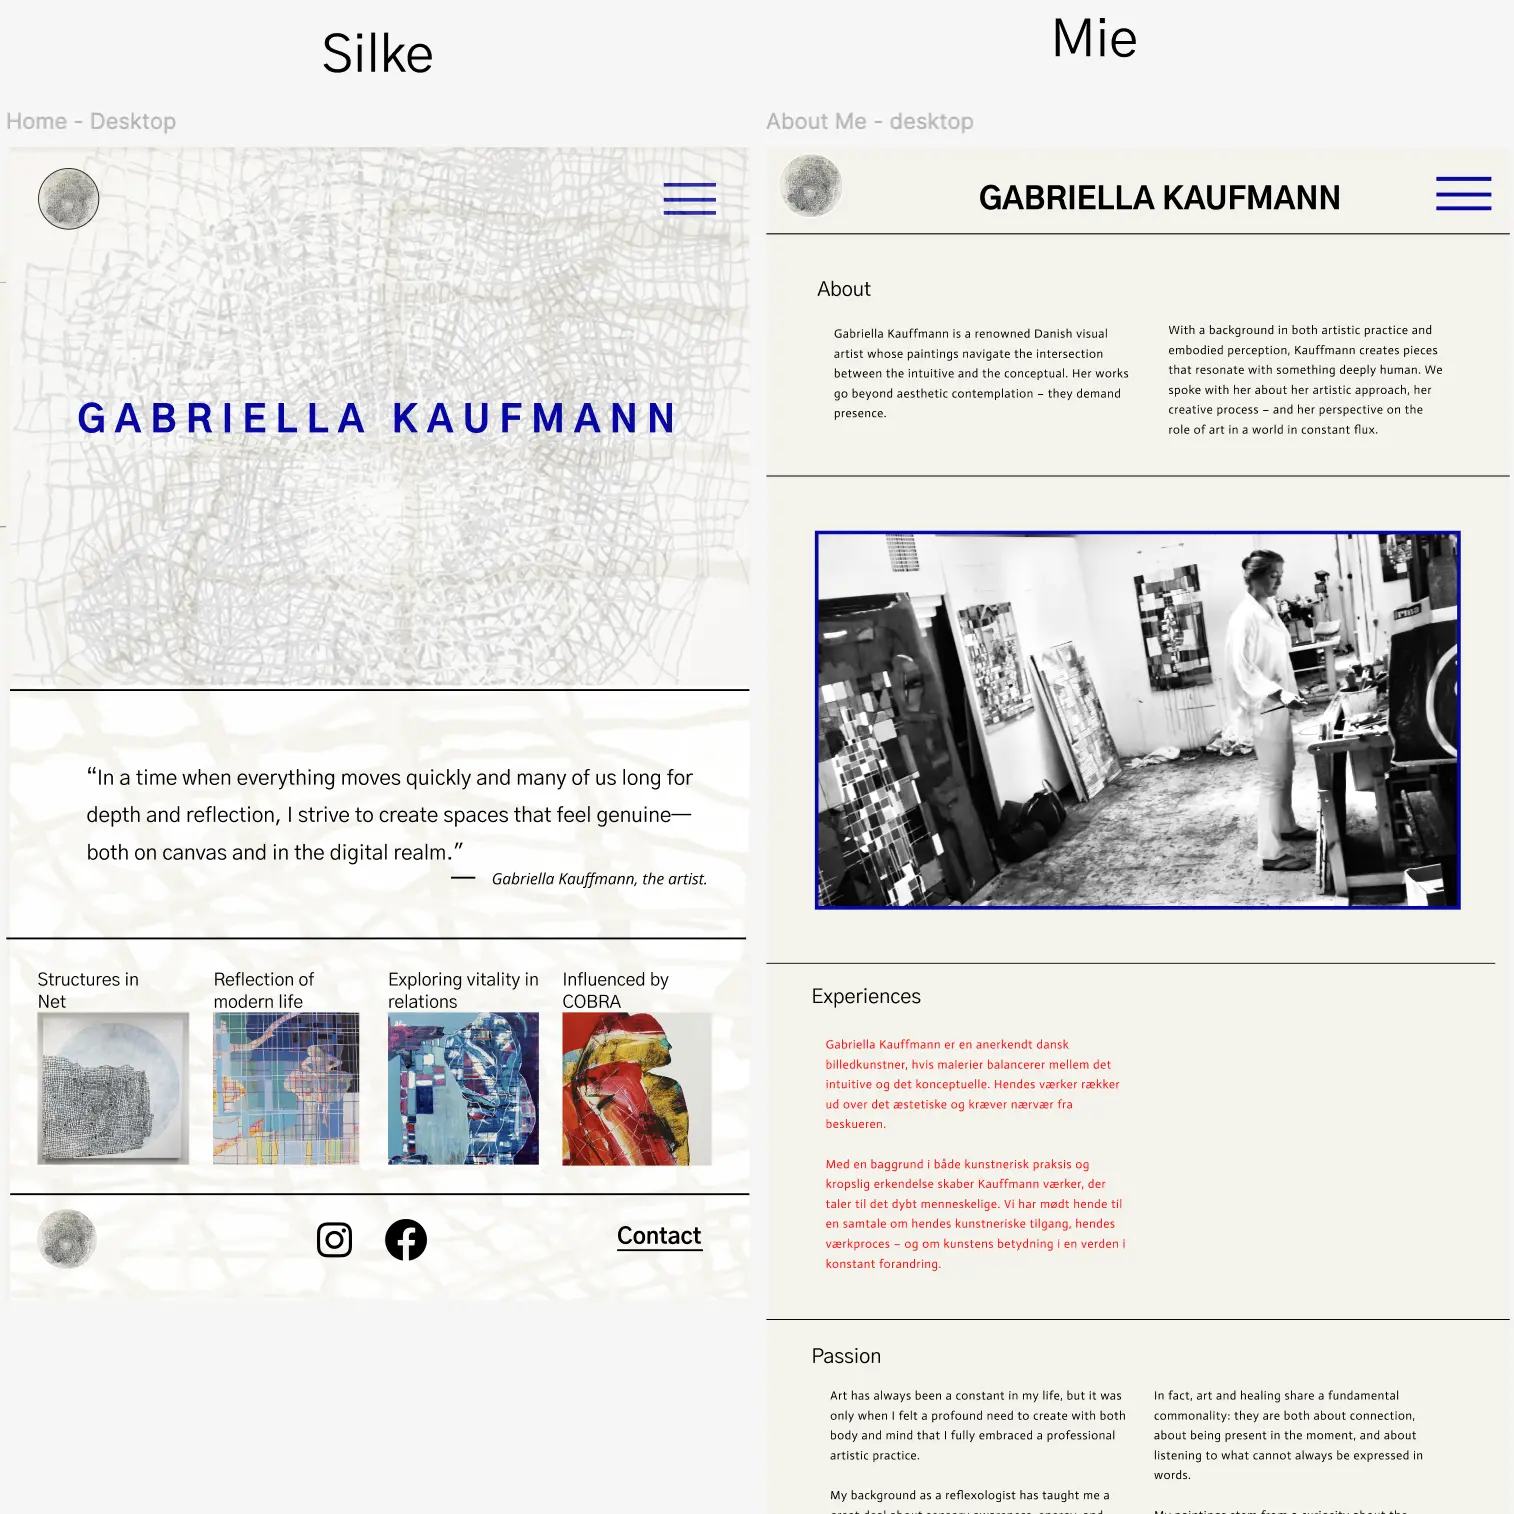 Silke
Home - Desktop
GABRIELLA KAUFMANN
“In a time when everything moves quickly and many of us long for
depth and reflection, I strive to create spaces that feel genuine—
both on canvas and in the digital realm.”
— Gabriella Kauffmann, the artist.
Structures in
Net
Reflection of
modern life
Exploring vitality in
relations
Influenced by
COBRA
Contact
Mie
About Me - desktop
GABRIELLA KAUFMANN
About
Gabriella Kauffmann is a renowned Danish visual
artist whose paintings navigate the intersection
between the intuitive and the conceptual. Her works
go beyond aesthetic contemplation – they demand
presence.
With a background in both artistic practice and
embodied perception, Kauffmann creates pieces
that resonate with something deeply human. We
spoke with her about her artistic approach, her
creative process – and her perspective on the
role of art in a world in constant flux.
Experiences
Gabriella Kauffmann er en anerkendt dansk
billedkunstner, hvis malerier balancerer mellem det
intuitive og det konceptuelle. Hendes værker rækker
ud over det æstetiske og kræver nærvær fra
beskueren.
Med en baggrund i både kunstnerisk praksis og
kropslig erkendelse skaber Kauffmann værker, der
taler til det dybt menneskelige. Vi har mødt hende til
en samtale om hendes kunstneriske tilgang, hendes
værkproces – og om kunstens betydning i en verden i
konstant forandring.
Passion
Art has always been a constant in my life, but it was
only when I felt a profound need to create with both
body and mind that I fully embraced a professional
artistic practice.
My background as a reflexologist has taught me a
In fact, art and healing share a fundamental
commonality: they are both about connection,
about being present in the moment, and about
listening to what cannot always be expressed in
words.